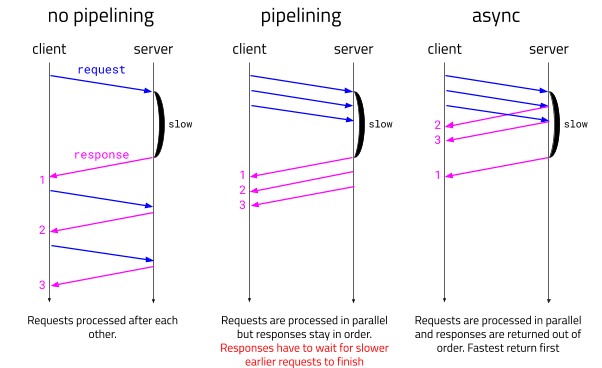 no pipelining
client server
request
slow
response
1
2
3
Requests processed after each
other.
pipelining
client server
slow
1
2
3
Requests are processed in parallel
but responses stay in order.
Responses have to wait for slower
earlier requests to finish
async
client server
slow
2
3
1
Requests are processed in parallel
and responses are returned out of
order. Fastest return first